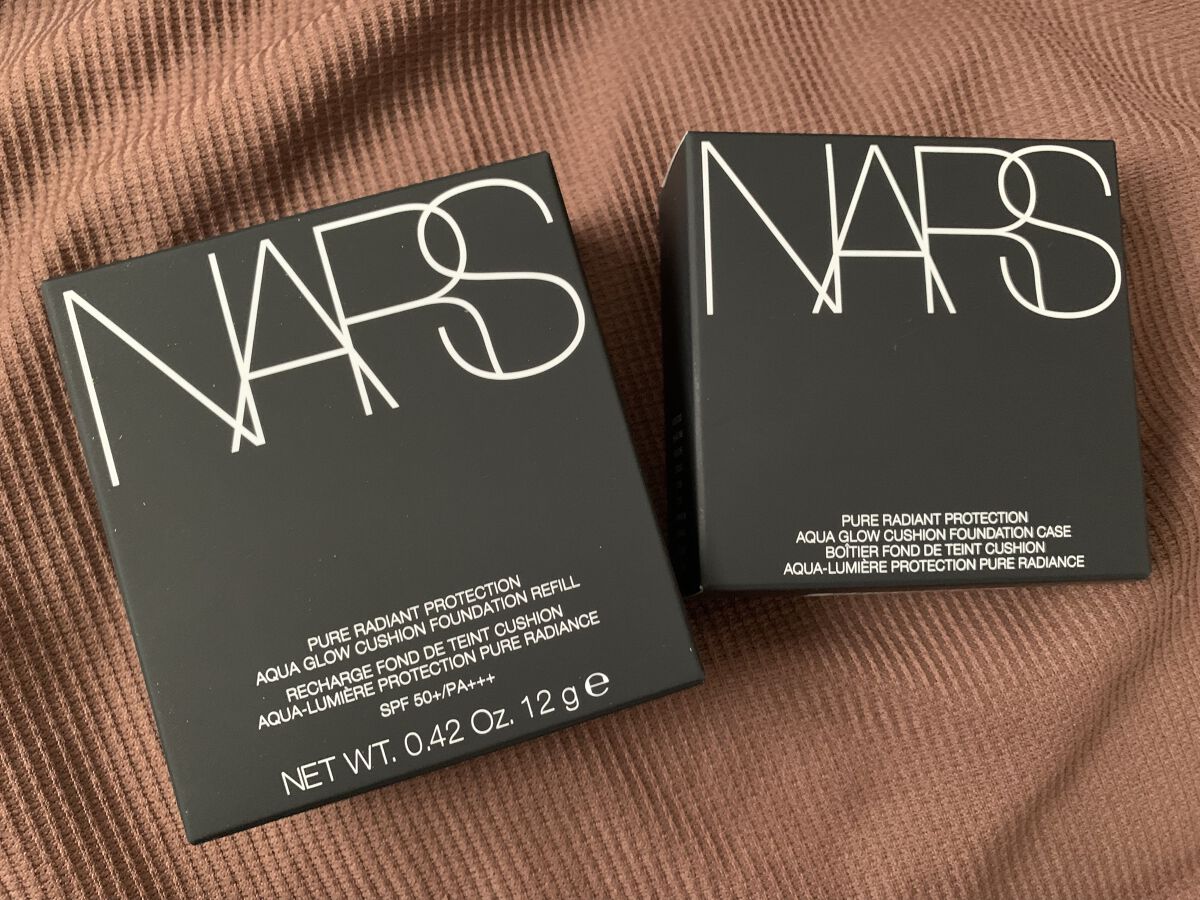 NARS
PURE RADIANT PROTECTION
AQUA GLOW CUSHION FOUNDATION REFILL
RECHARGE FOND DE TEINT CUSHION
AQUA-LUMIÈRE PROTECTION PURE RADIANCE
SPF 50+/PA+++
NET WT. 0.42 Oz. 12 g ℮
NARS
PURE RADIANT PROTECTION
AQUA GLOW CUSHION FOUNDATION CASE
BOÎTIER FOND DE TEINT CUSHION
AQUA-LUMIÈRE PROTECTION PURE RADIANCE